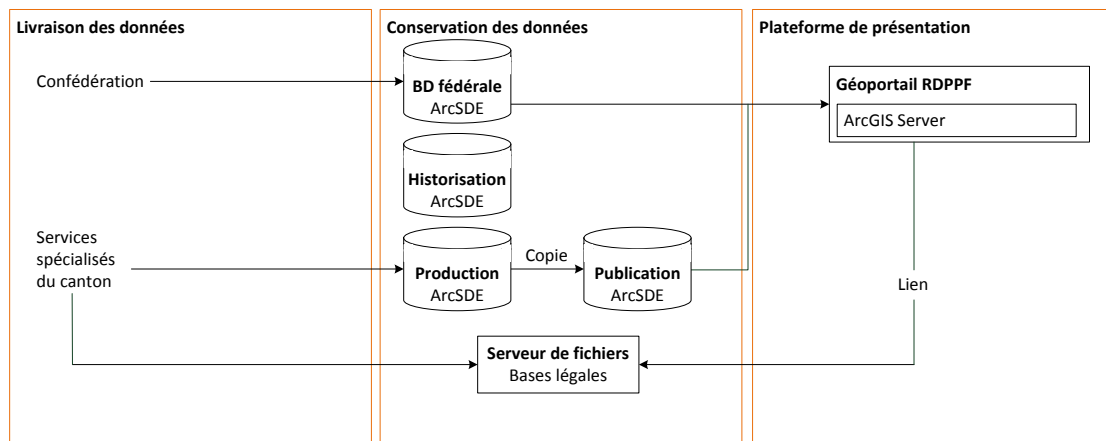 Livraison des données
Conservation des données
Plateforme de présentation
Confédération
BD fédérale
ArcSDE
Géoportail RDPPF
ArcGIS Server
Historisation
ArcSDE
Services
spécialisés
du canton
Production
ArcSDE
Copie
Publication
ArcSDE
Lien
Serveur de fichiers
Bases légales